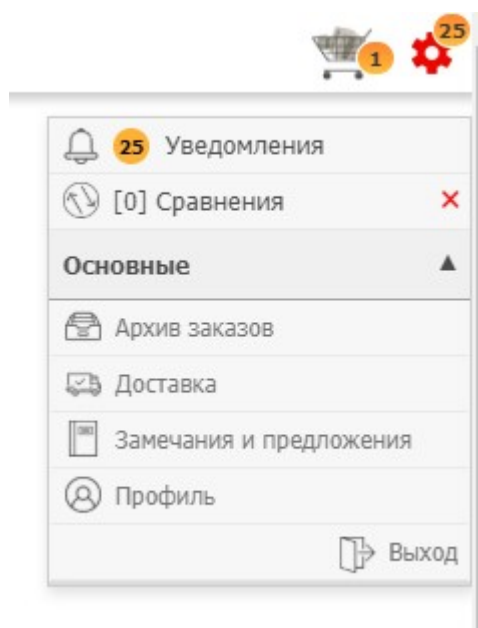 1
25
25 Уведомления
[0] Сравнения
Основные
Архив заказов
Доставка
Замечания и предложения
Профиль
Выход